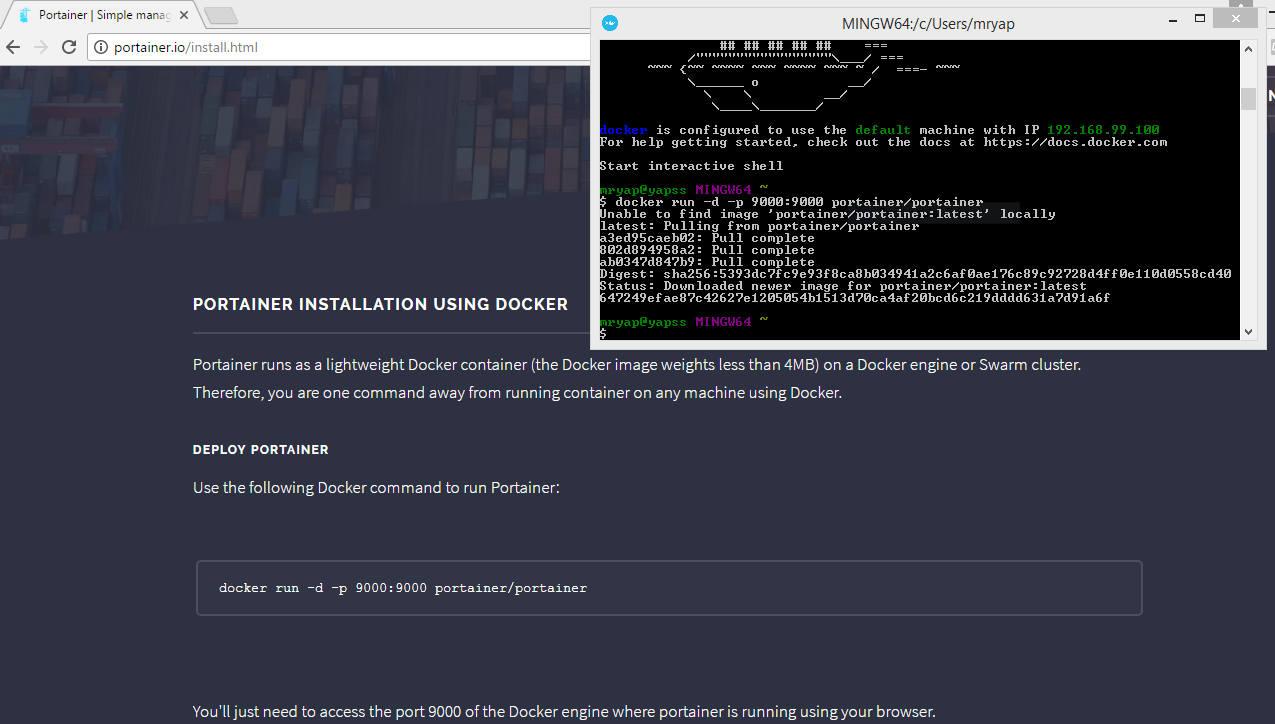 Portainer | Simple manag
portainer.io/install.html
MINGW64:/c/Users/mryap
## ## ## ## ## ===
/"""""""""""""""""\___/ ===
~~~ {~~ ~~~~ ~~~ ~~~~ ~~~ ~ / ===- ~~~
\______ o __/
\ \ __/
\____\_______/
docker is configured to use the default machine with IP 192.168.99.100
For help getting started, check out the docs at https://docs.docker.com
Start interactive shell
mryap@yapss MINGW64 ~
$ docker run -d -p 9000:9000 portainer/portainer
Unable to find image 'portainer/portainer:latest' locally
latest: Pulling from portainer/portainer
a3ed95caeb02: Pull complete
802d894958a2: Pull complete
ab0347d847b9: Pull complete
Digest: sha256:5393dc7fc9e93f8ca8b034941a2c6af0ae176c89c92728d4ff0e110d0558cd40
Status: Downloaded newer image for portainer/portainer:latest
647249efae87c42627e1205054b1513d70ca4af20bcd6c219dddd631a7d91a6f
mryap@yapss MINGW64 ~
$
PORTAINER INSTALLATION USING DOCKER
Portainer runs as a lightweight Docker container (the Docker image weights less than 4MB) on a Docker engine or Swarm cluster.
Therefore, you are one command away from running container on any machine using Docker.
DEPLOY PORTAINER
Use the following Docker command to run Portainer:
docker run -d -p 9000:9000 portainer/portainer
You'll just need to access the port 9000 of the Docker engine where portainer is running using your browser.